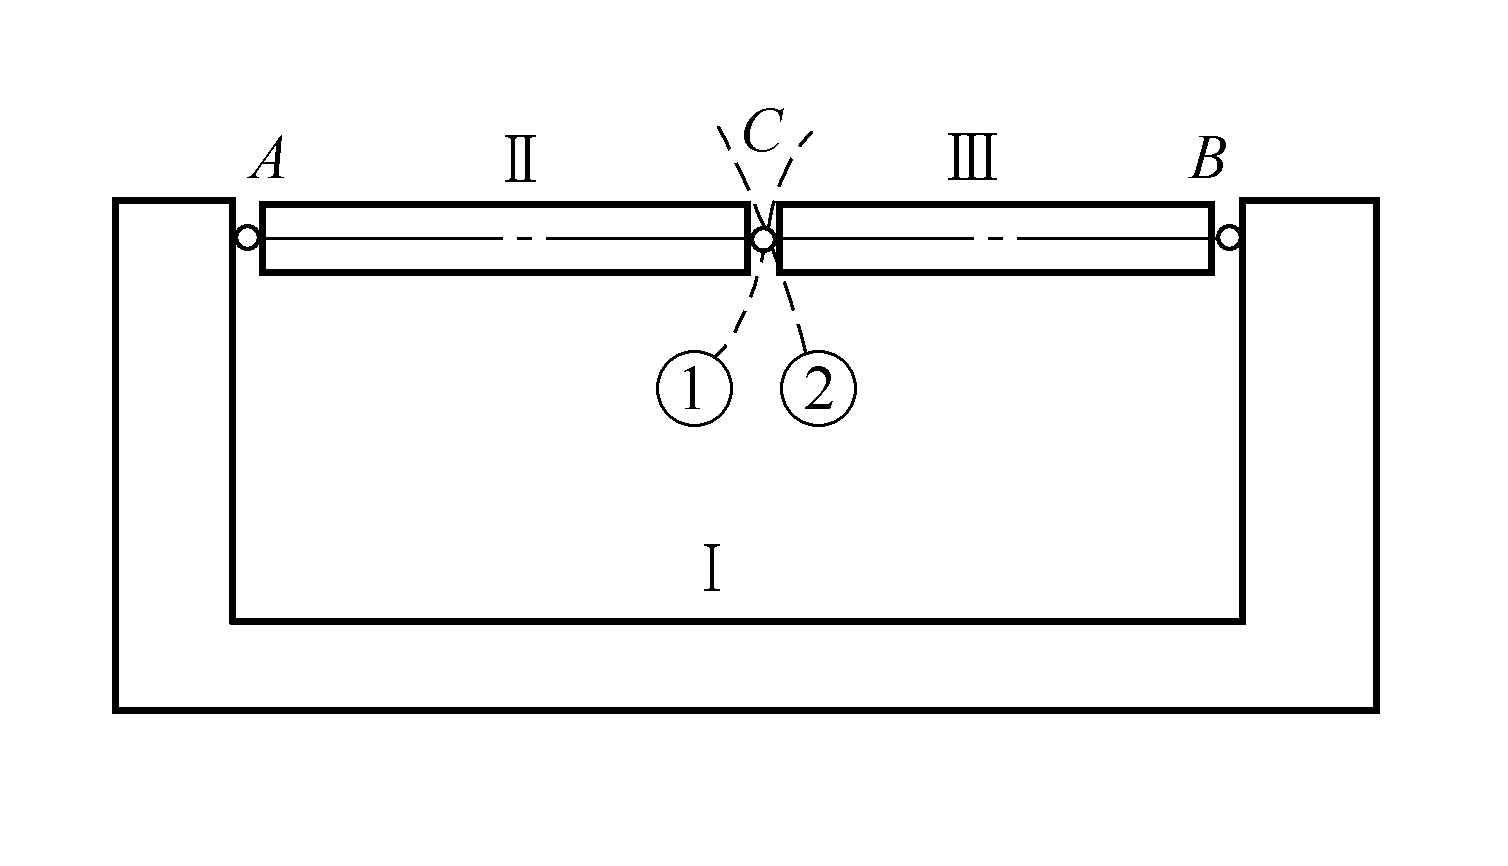 C
A Ⅱ Ⅲ B
① ②
Ⅰ